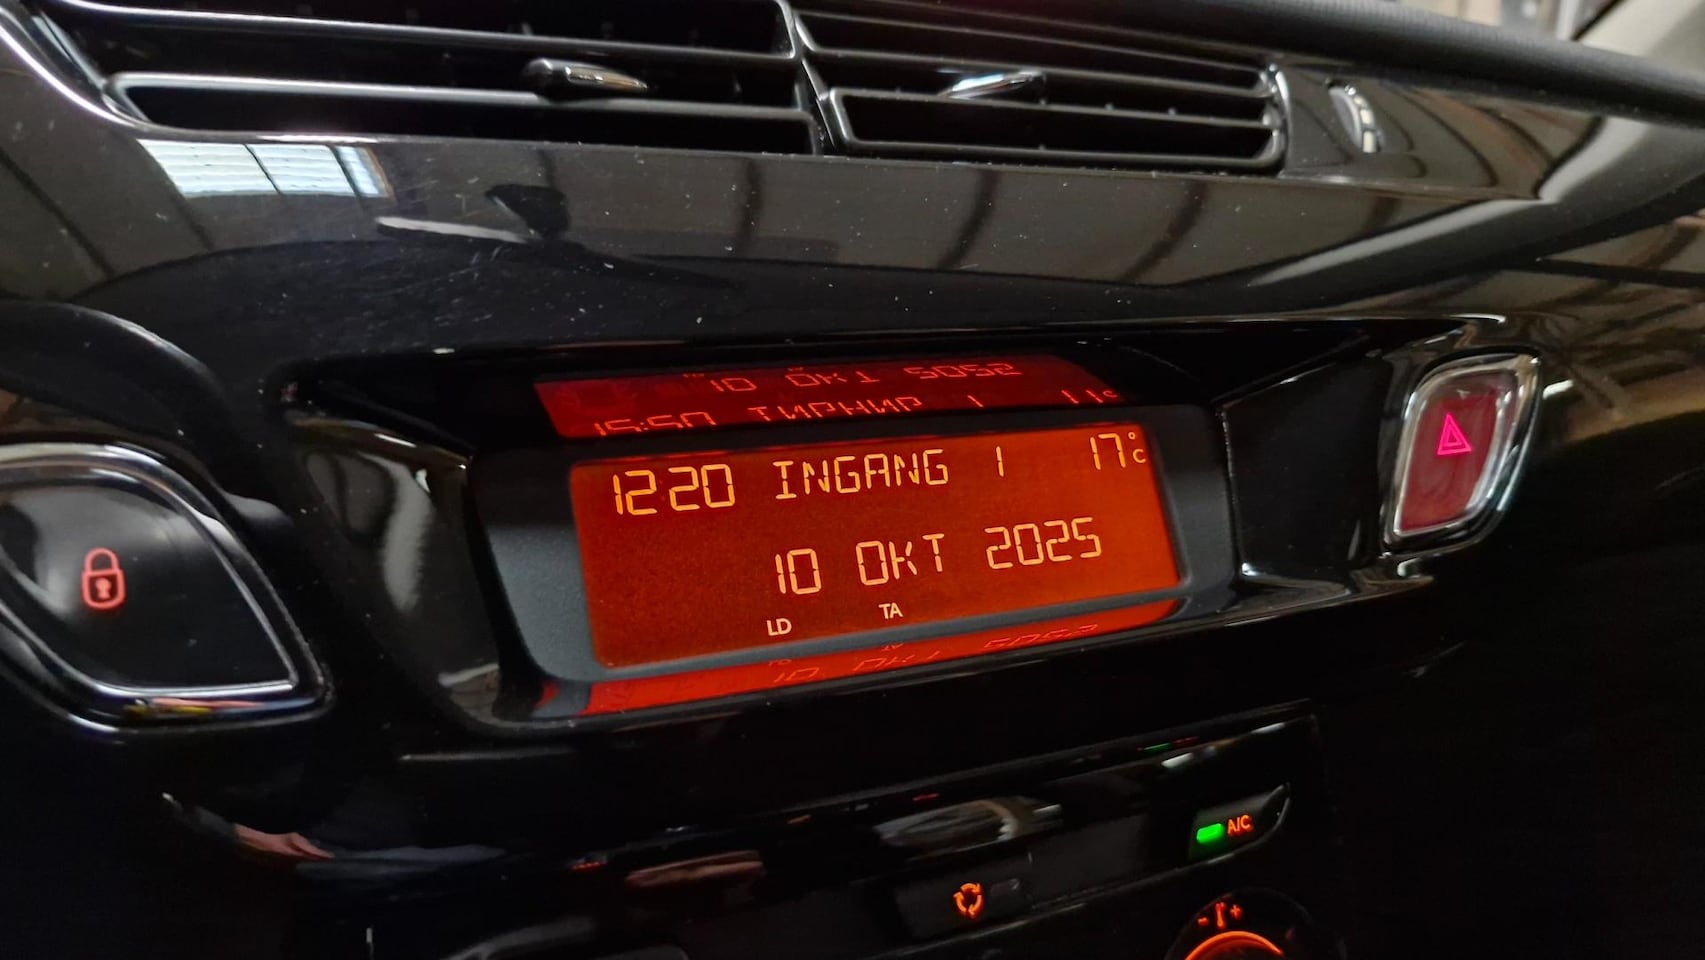 12:20 INGANG 1 17°C
10 OKT 2025
LD TA
A/C
- +